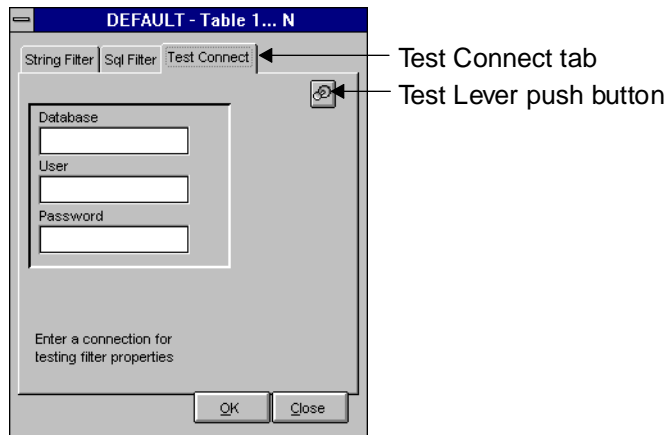 DEFAULT - Table 1... N
String Filter Sql Filter Test Connect
Test Connect tab
Test Lever push button
Database
User
Password
Enter a connection for
testing filter properties
OK Close